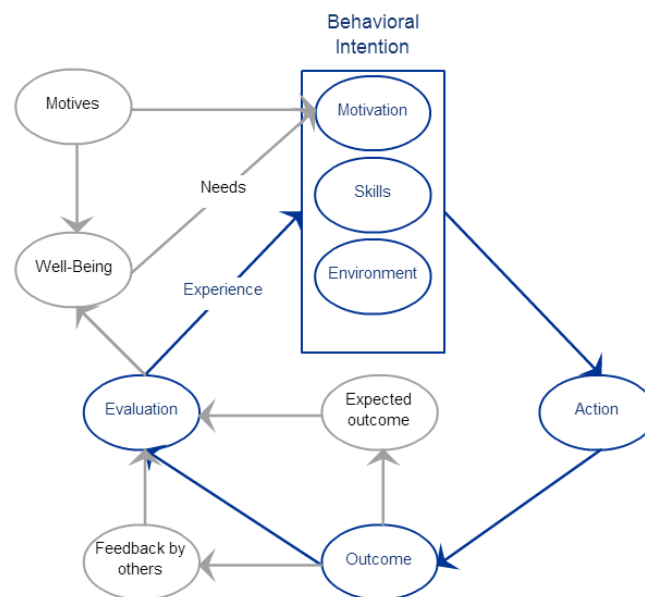 Behavioral
Intention
Motives
Motivation
Needs
Skills
Well-Being
Environment
Experience
Evaluation
Expected
outcome
Action
Feedback by
others
Outcome